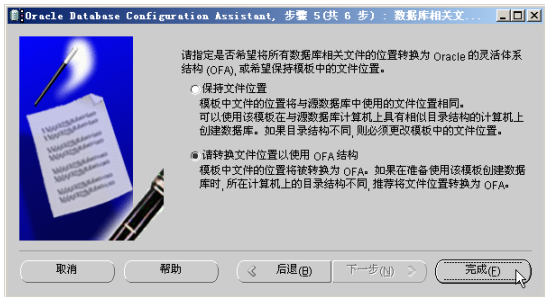 Oracle Database Configuration Assistant, 步骤 5(共 6 步) : 数据库相关文...
请指定是否希望将所有数据库相关文件的位置转换为 Oracle 的灵活体系
结构 (OFA), 或希望保持模板中的文件位置。
保持文件位置
模板中文件的位置将与源数据库中使用的文件位置相同。
可以使用该模板在与源数据库计算机上具有相似目录结构的计算机上
创建数据库。如果目录结构不同, 则必须更改模板中的文件位置。
请转换文件位置以使用 OFA 结构
模板中文件的位置将被转换为 OFA。如果在准备使用该模板创建数据
库时, 所在计算机上的目录结构不同, 推荐将文件位置转换为 OFA。
取消 帮助 后退(B) 下一步(N) 完成(F)